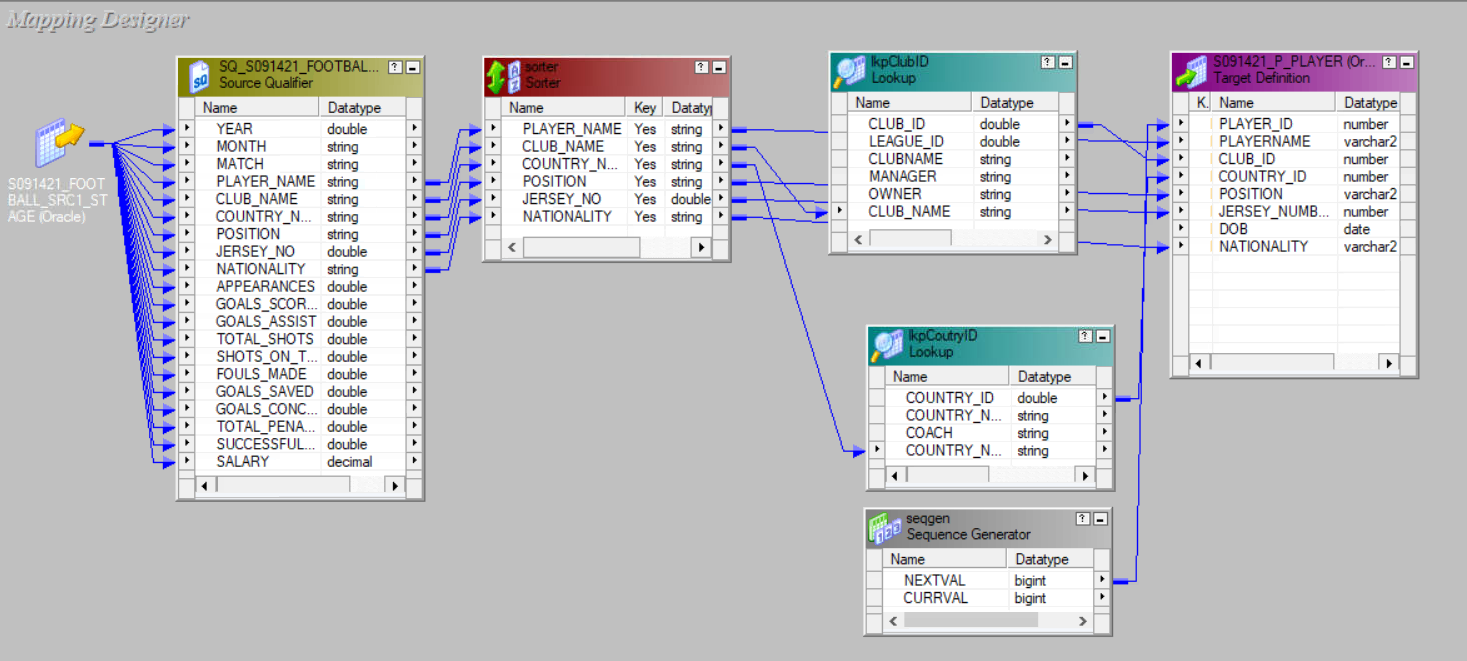 Mapping Designer
S091421_FOOT
BALL_SRC1_ST
AGE (Oracle)
SQ_S091421_FOOTBAL... ?
Source Qualifier
Name Datatype
YEAR double
MONTH string
MATCH string
PLAYER_NAME string
CLUB_NAME string
COUNTRY_N... string
POSITION string
JERSEY_NO double
NATIONALITY string
APPEARANCES double
GOALS_SCOR... double
GOALS_ASSIST double
TOTAL_SHOTS double
SHOTS_ON_T... double
FOULS_MADE double
GOALS_SAVED double
GOALS_CONC... double
TOTAL_PENA... double
SUCCESSFUL... double
SALARY decimal
sorter ?
Sorter
Name Key Datatyp
PLAYER_NAME Yes string
CLUB_NAME Yes string
COUNTRY_N... Yes string
POSITION Yes string
JERSEY_NO Yes double
NATIONALITY Yes string
lkpClubID ?
Lookup
Name Datatype
CLUB_ID double
LEAGUE_ID double
CLUBNAME string
MANAGER string
OWNER string
CLUB_NAME string
lkpCoutryID ?
Lookup
Name Datatype
COUNTRY_ID double
COUNTRY_N... string
COACH string
COUNTRY_N... string
seqgen ?
Sequence Generator
Name Datatype
NEXTVAL bigint
CURRVAL bigint
S091421_P_PLAYER (Or... ?
Target Definition
K. Name Datatype
PLAYER_ID number
PLAYERNAME varchar2
CLUB_ID number
COUNTRY_ID number
POSITION varchar2
JERSEY_NUMB... number
DOB date
NATIONALITY varchar2